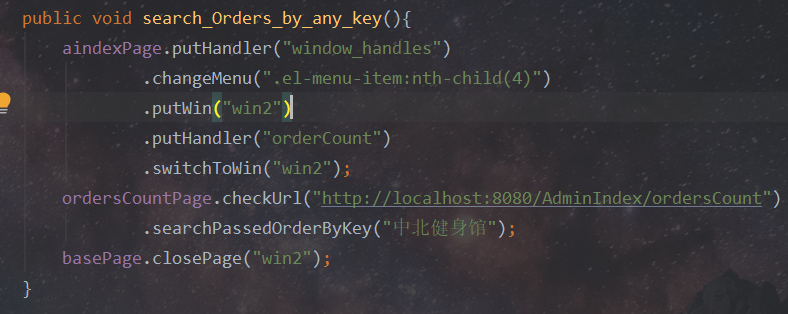 public void search_Orders_by_any_key(){
aindexPage.putHandler("window_handles")
.changeMenu(".el-menu-item:nth-child(4)")
.putWin("win2")
.putHandler("orderCount")
.switchToWin("win2");
ordersCountPage.checkUrl("http://localhost:8080/AdminIndex/ordersCount")
.searchPassedOrderByKey("中北健身馆");
basePage.closePage("win2");
}